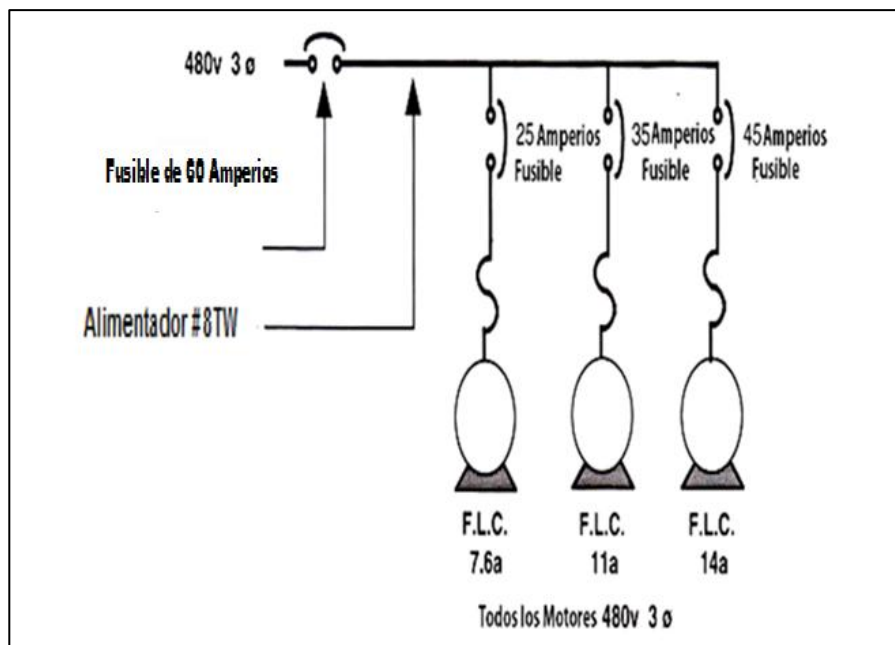 480v 3 ø
25 Amperios
Fusible
35 Amperios
Fusible
45 Amperios
Fusible
Fusible de 60 Amperios
Alimentador #8TW
F.L.C.
7.6a
F.L.C.
11a
F.L.C.
14a
Todos los Motores 480v 3 ø